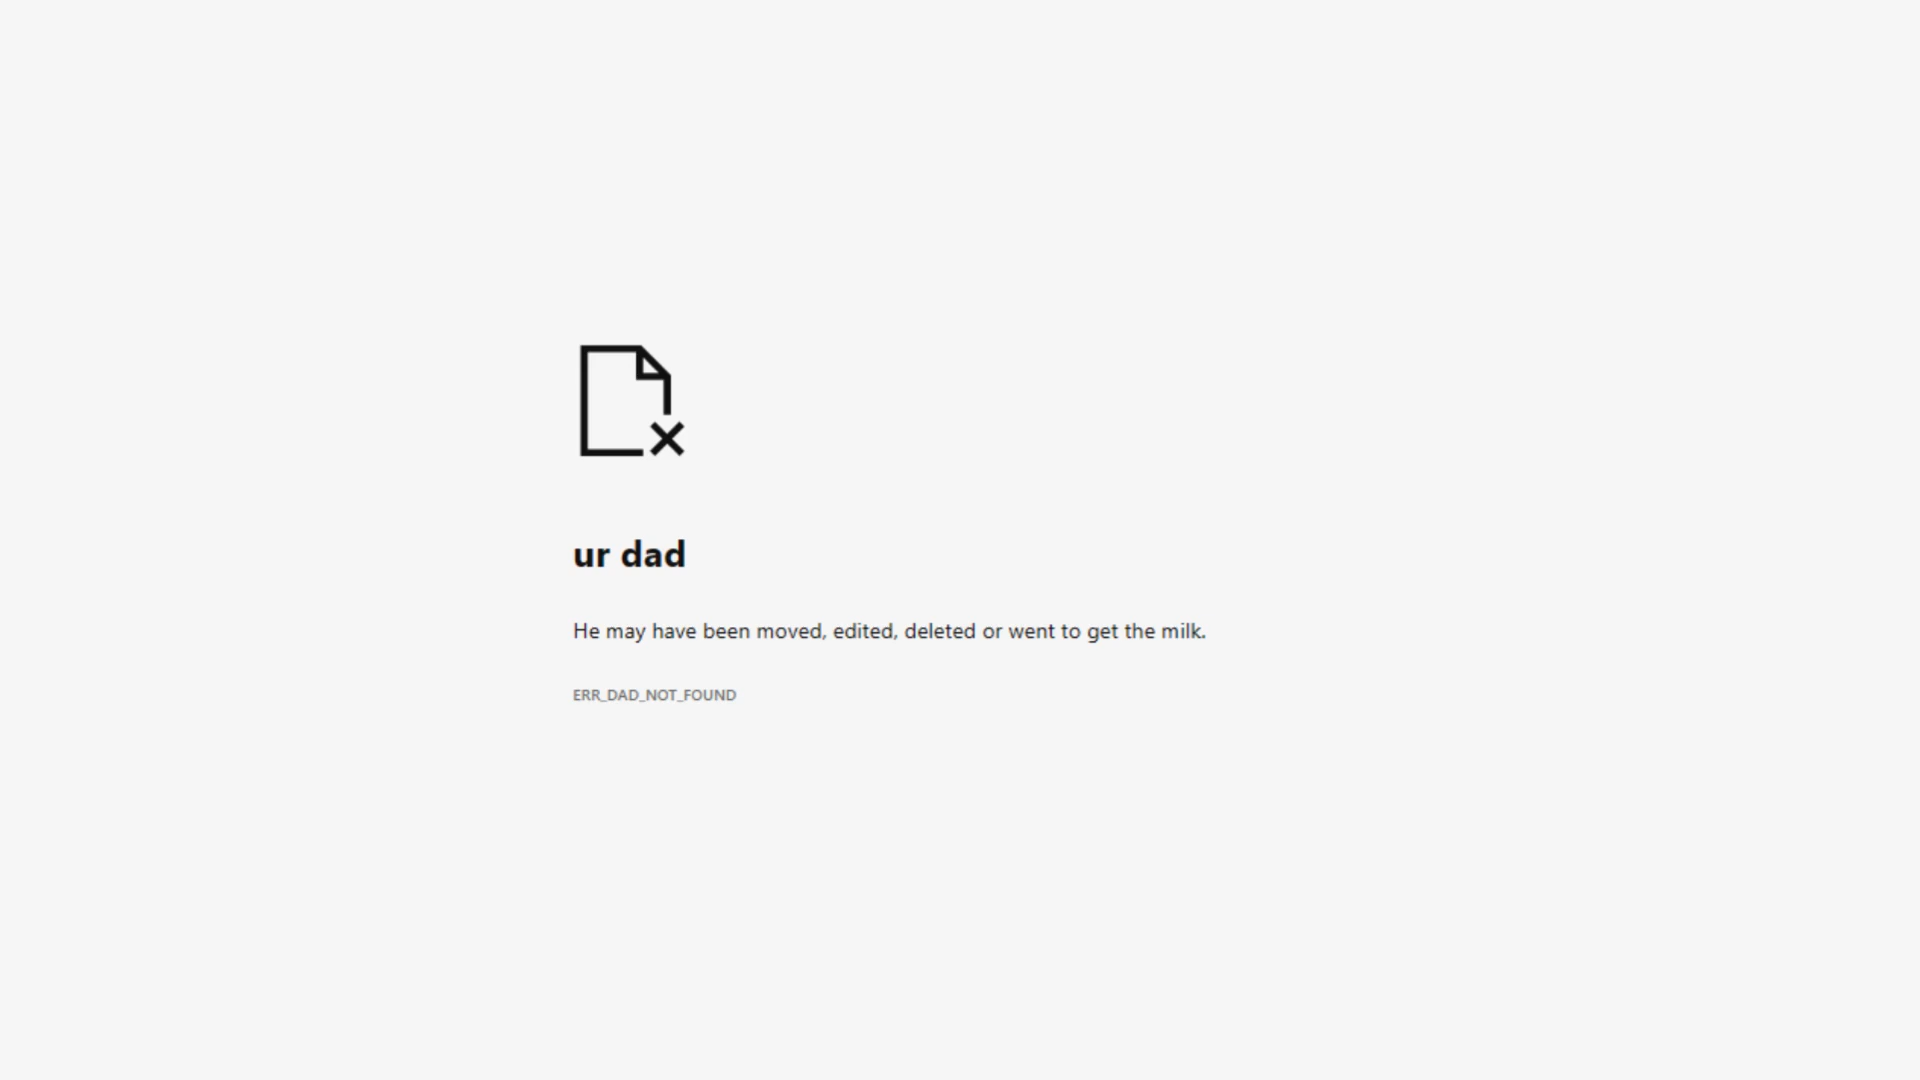 ur dad
He may have been moved, edited, deleted or went to get the milk.
ERR_DAD_NOT_FOUND